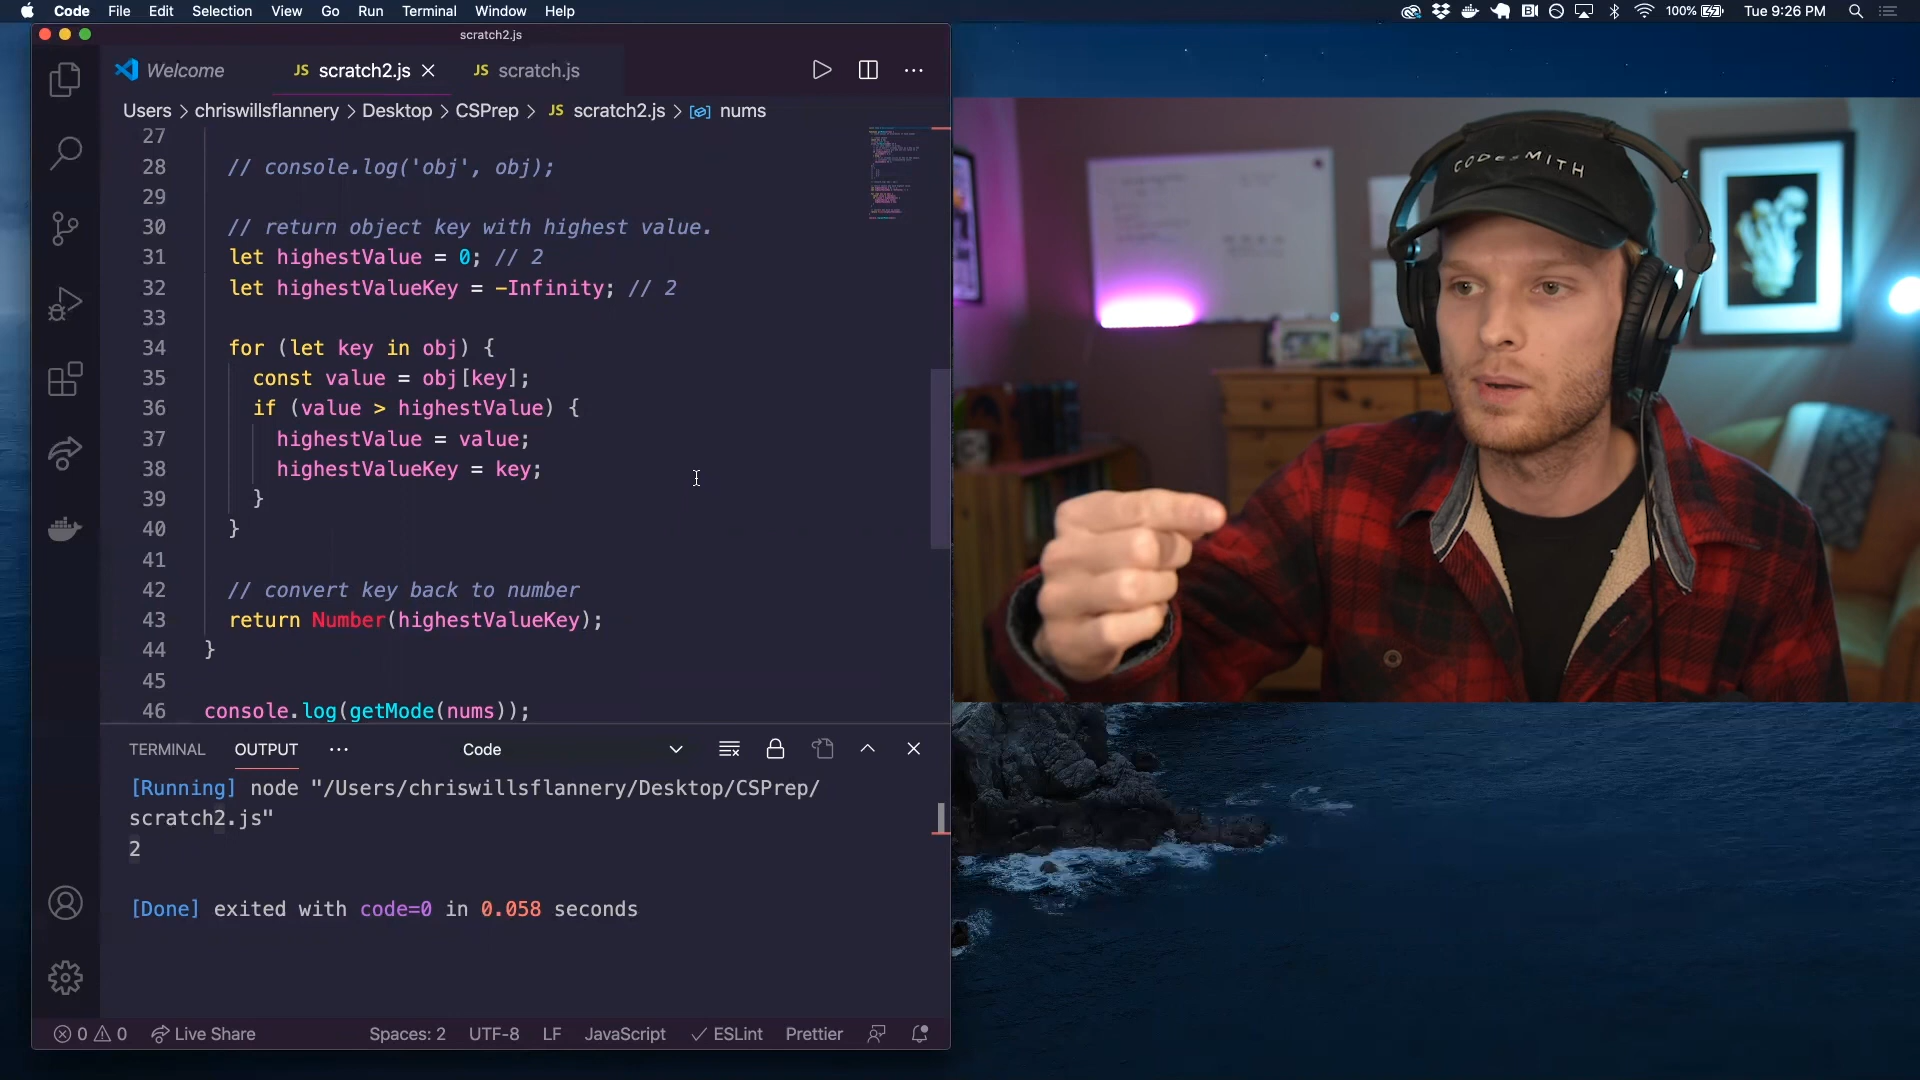 Code File Edit Selection View Go Run Terminal Window Help
100% Tue 9:26 PM
scratch2.js
Welcome JS scratch2.js JS scratch.js
Users > chriswillsflannery > Desktop > CSPrep > JS scratch2.js > nums
27
28 // console.log('obj', obj);
29
30 // return object key with highest value.
31 let highestValue = 0; // 2
32 let highestValueKey = -Infinity; // 2
33
34 for (let key in obj) {
35 const value = obj[key];
36 if (value > highestValue) {
37 highestValue = value;
38 highestValueKey = key;
39 }
40 }
41
42 // convert key back to number
43 return Number(highestValueKey);
44 }
45
46 console.log(getMode(nums));
TERMINAL OUTPUT ··· Code
[Running] node "/Users/chriswillsflannery/Desktop/CSPrep/
scratch2.js"
2
[Done] exited with code=0 in 0.058 seconds
0 0 Live Share Spaces: 2 UTF-8 LF JavaScript ESLint Prettier
CODESMITH